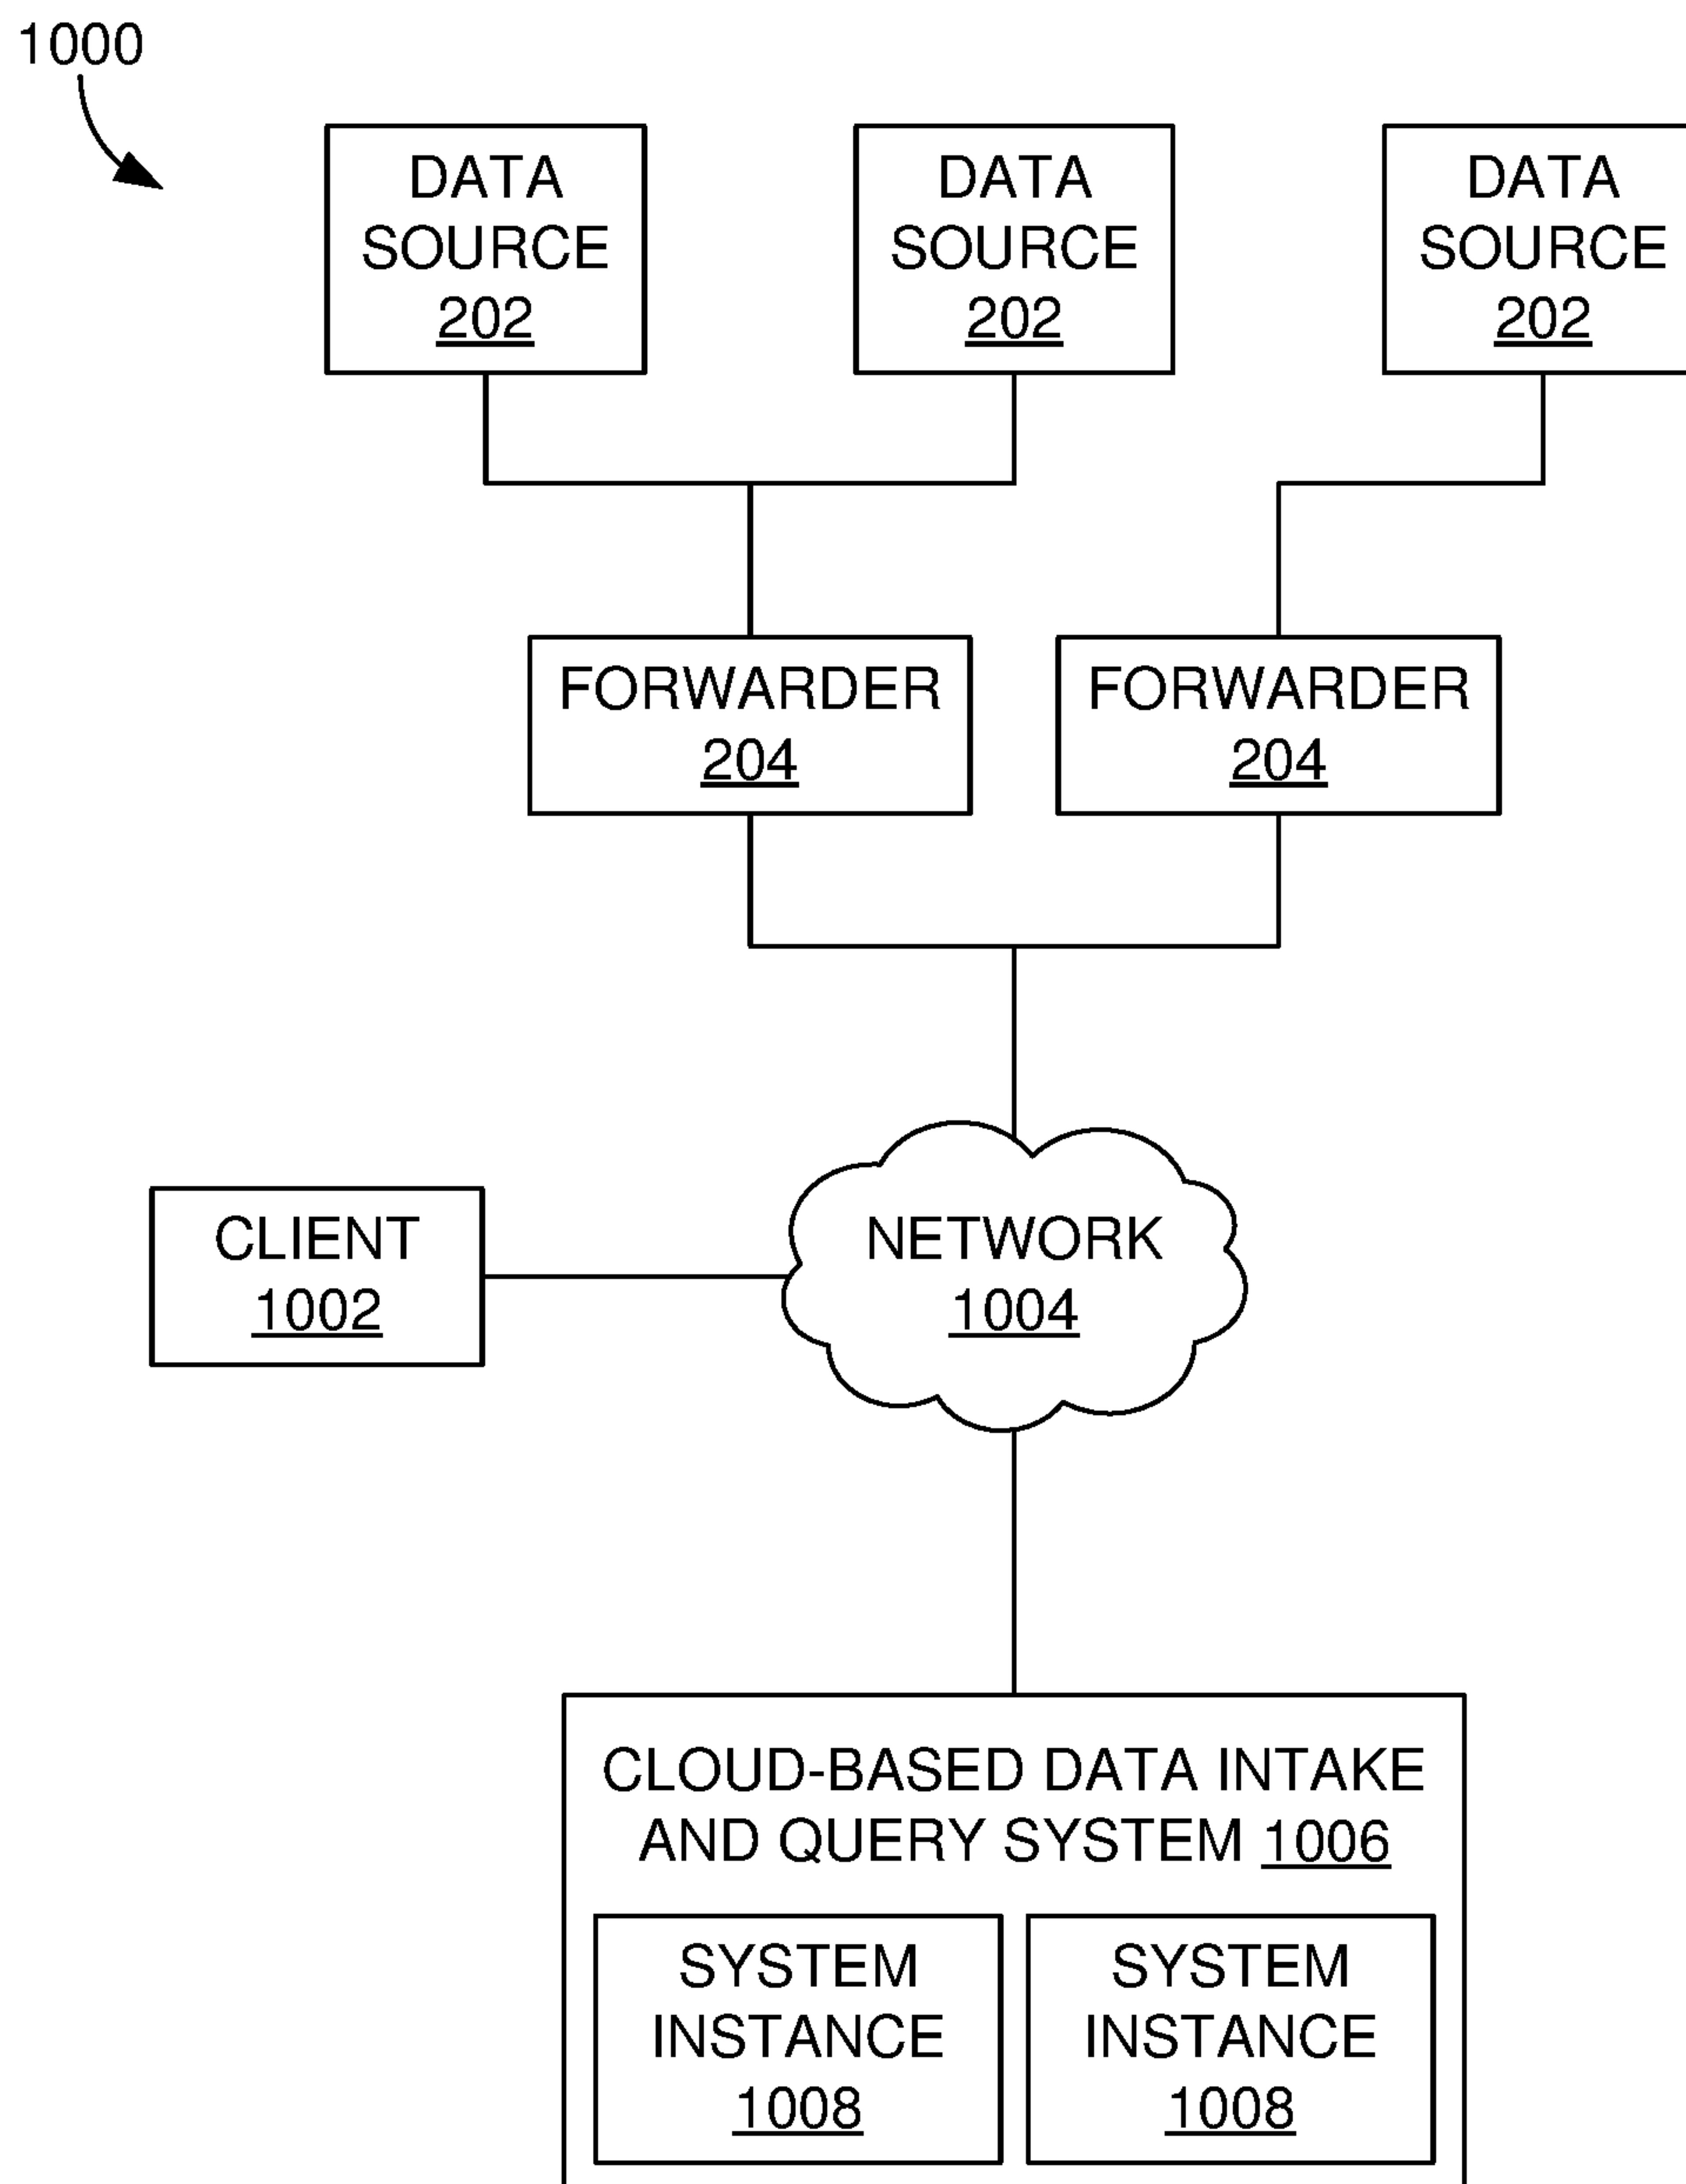 1000
DATA
SOURCE
202
DATA
SOURCE
202
DATA
SOURCE
202
FORWARDER
204
FORWARDER
204
CLIENT
1002
NETWORK
1004
CLOUD-BASED DATA INTAKE
AND QUERY SYSTEM 1006
SYSTEM
INSTANCE
1008
SYSTEM
INSTANCE
1008